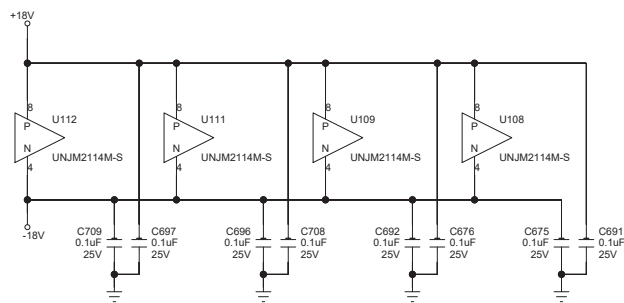 +18V
8
P
N
4
U112
UNJM2114M-S
8
P
N
4
U111
UNJM2114M-S
8
P
N
4
U109
UNJM2114M-S
8
P
N
4
U108
UNJM2114M-S
-18V
C709
0.1uF
25V
C697
0.1uF
25V
C696
0.1uF
25V
C708
0.1uF
25V
C692
0.1uF
25V
C676
0.1uF
25V
C675
0.1uF
25V
C691
0.1uF
25V